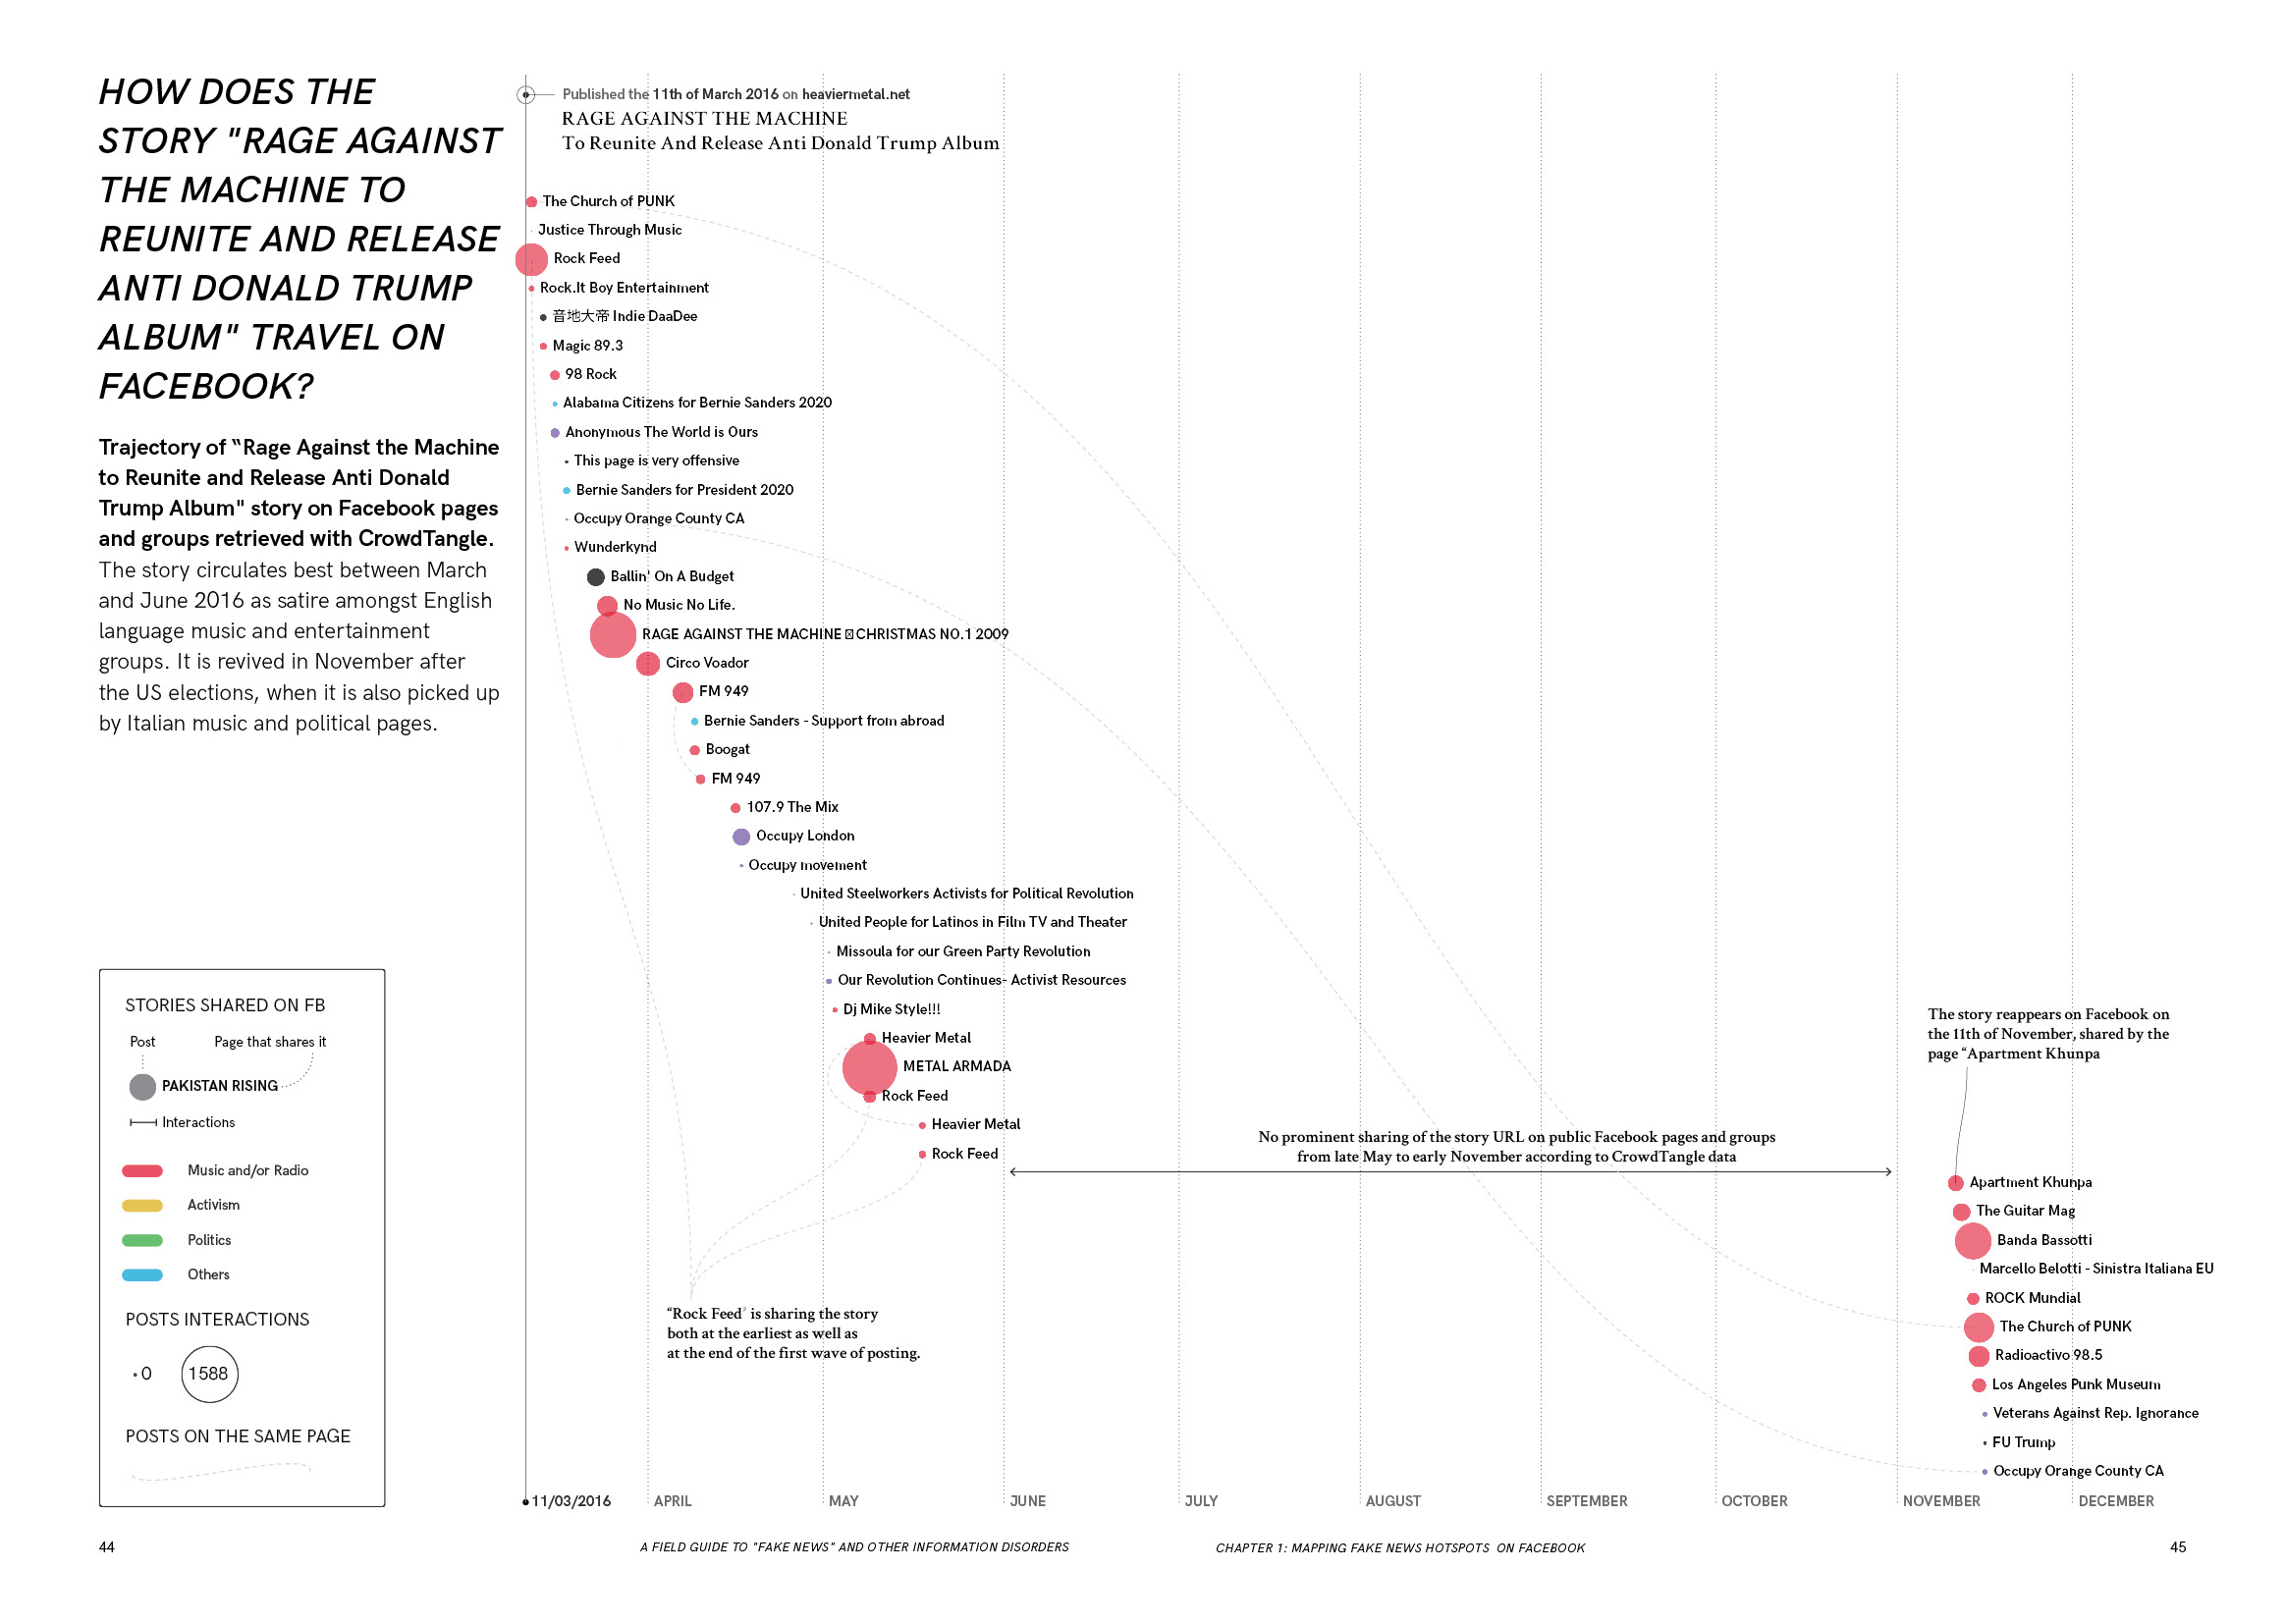 HOW DOES THE
STORY "RAGE AGAINST
THE MACHINE TO
REUNITE AND RELEASE
ANTI DONALD TRUMP
ALBUM" TRAVEL ON
FACEBOOK?
Trajectory of “Rage Against the Machine
to Reunite and Release Anti Donald
Trump Album" story on Facebook pages
and groups retrieved with CrowdTangle.
The story circulates best between March
and June 2016 as satire amongst English
language music and entertainment
groups. It is revived in November after
the US elections, when it is also picked up
by Italian music and political pages.
STORIES SHARED ON FB
Post
Page that shares it
PAKISTAN RISING
Interactions
Music and/or Radio
Activism
Politics
Others
POSTS INTERACTIONS
0
1588
POSTS ON THE SAME PAGE
Published the 11th of March 2016 on heaviermetal.net
RAGE AGAINST THE MACHINE
To Reunite And Release Anti Donald Trump Album
The Church of PUNK
Justice Through Music
Rock Feed
Rock.It Boy Entertainment
音地大帝 Indie DaaDee
Magic 89.3
98 Rock
Alabama Citizens for Bernie Sanders 2020
Anonymous The World is Ours
This page is very offensive
Bernie Sanders for President 2020
Occupy Orange County CA
Wunderkynd
Ballin' On A Budget
No Music No Life.
RAGE AGAINST THE MACHINE CHRISTMAS NO.1 2009
Circo Voador
FM 949
Bernie Sanders - Support from abroad
Boogat
FM 949
107.9 The Mix
Occupy London
Occupy movement
United Steelworkers Activists for Political Revolution
United People for Latinos in Film TV and Theater
Missoula for our Green Party Revolution
Our Revolution Continues- Activist Resources
Dj Mike Style!!!
Heavier Metal
METAL ARMADA
Rock Feed
Heavier Metal
Rock Feed
“Rock Feed’ is sharing the story
both at the earliest as well as
at the end of the first wave of posting.
No prominent sharing of the story URL on public Facebook pages and groups
from late May to early November according to CrowdTangle data
The story reappears on Facebook on
the 11th of November, shared by the
page “Apartment Khunpa
Apartment Khunpa
The Guitar Mag
Banda Bassotti
Marcello Belotti - Sinistra Italiana EU
ROCK Mundial
The Church of PUNK
Radioactivo 98.5
Los Angeles Punk Museum
Veterans Against Rep. Ignorance
FU Trump
Occupy Orange County CA
11/03/2016
APRIL
MAY
JUNE
JULY
AUGUST
SEPTEMBER
OCTOBER
NOVEMBER
DECEMBER
44
A FIELD GUIDE TO "FAKE NEWS" AND OTHER INFORMATION DISORDERS
CHAPTER 1: MAPPING FAKE NEWS HOTSPOTS ON FACEBOOK
45